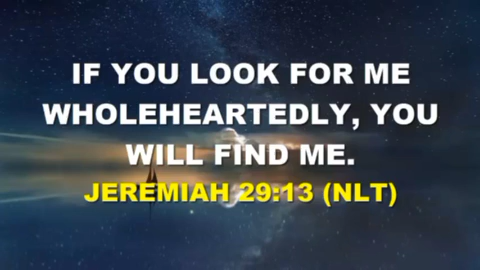 IF YOU LOOK FOR ME
WHOLEHEARTEDLY, YOU
WILL FIND ME.
JEREMIAH 29:13 (NLT)